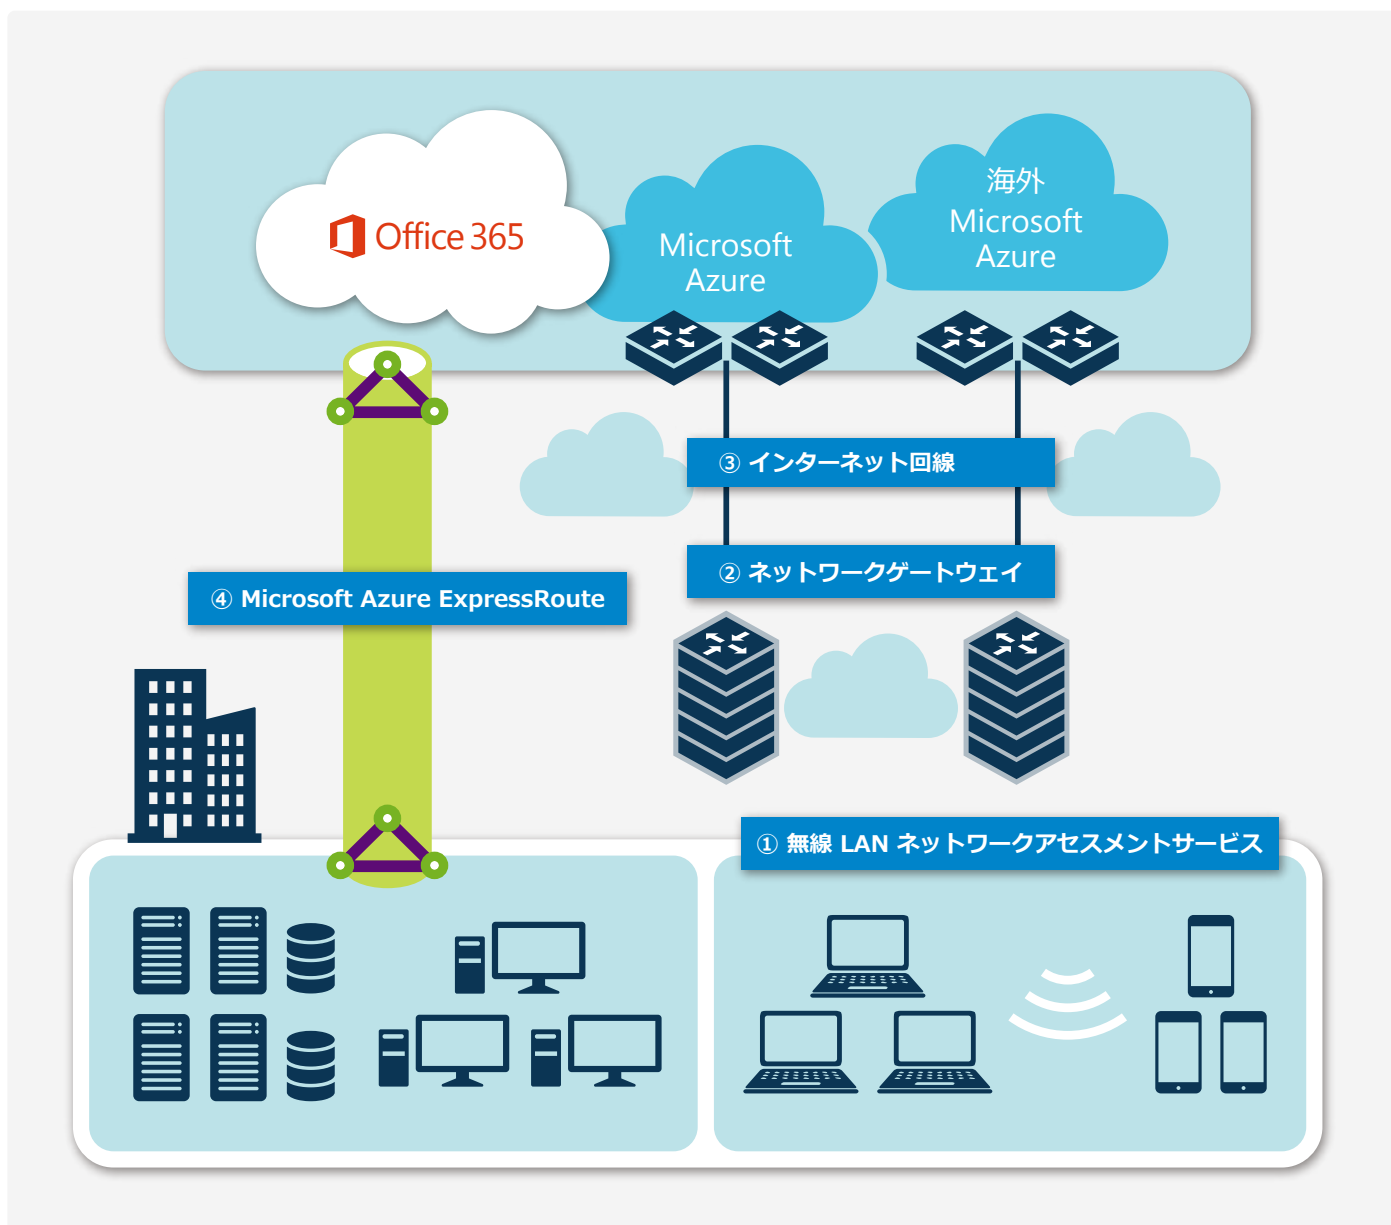 Office 365
Microsoft
Azure
海外
Microsoft
Azure
③ インターネット回線
② ネットワークゲートウェイ
④ Microsoft Azure ExpressRoute
① 無線 LAN ネットワークアセスメントサービス